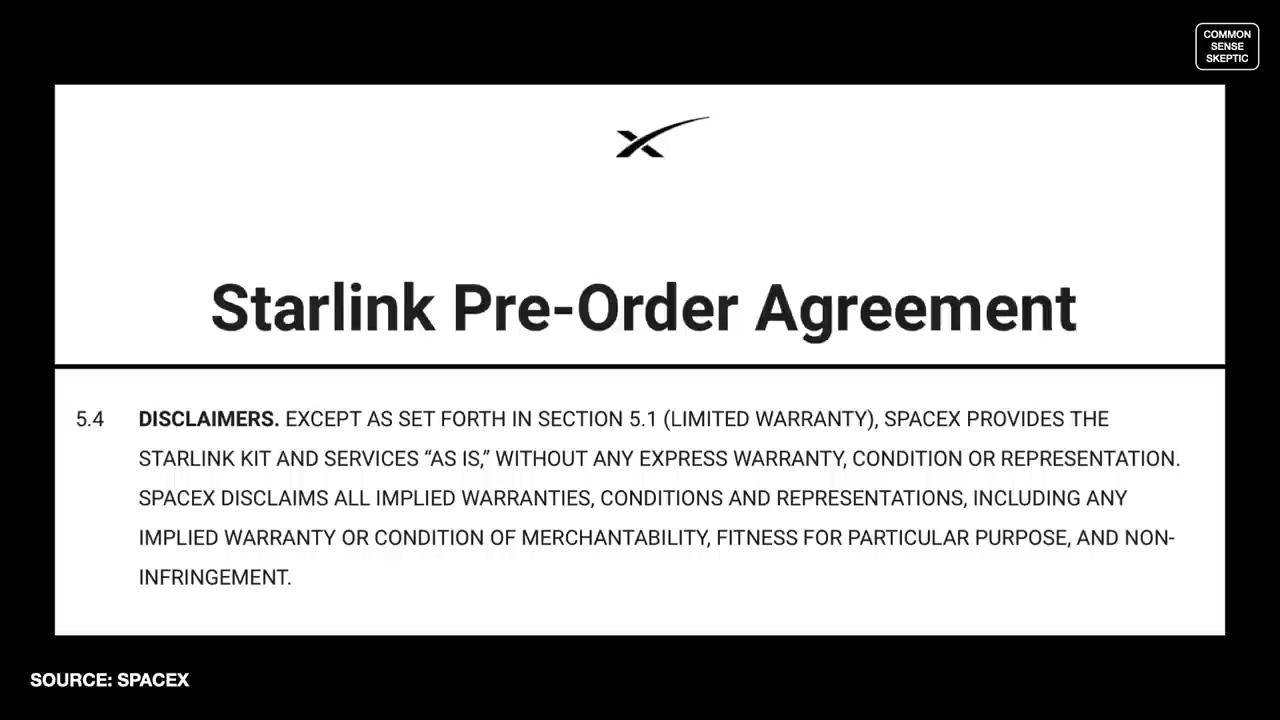 COMMON
SENSE
SKEPTIC
Starlink Pre-Order Agreement
5.4 DISCLAIMERS. EXCEPT AS SET FORTH IN SECTION 5.1 (LIMITED WARRANTY), SPACEX PROVIDES THE
STARLINK KIT AND SERVICES “AS IS,” WITHOUT ANY EXPRESS WARRANTY, CONDITION OR REPRESENTATION.
SPACEX DISCLAIMS ALL IMPLIED WARRANTIES, CONDITIONS AND REPRESENTATIONS, INCLUDING ANY
IMPLIED WARRANTY OR CONDITION OF MERCHANTABILITY, FITNESS FOR PARTICULAR PURPOSE, AND NON-
INFRINGEMENT.
SOURCE: SPACEX